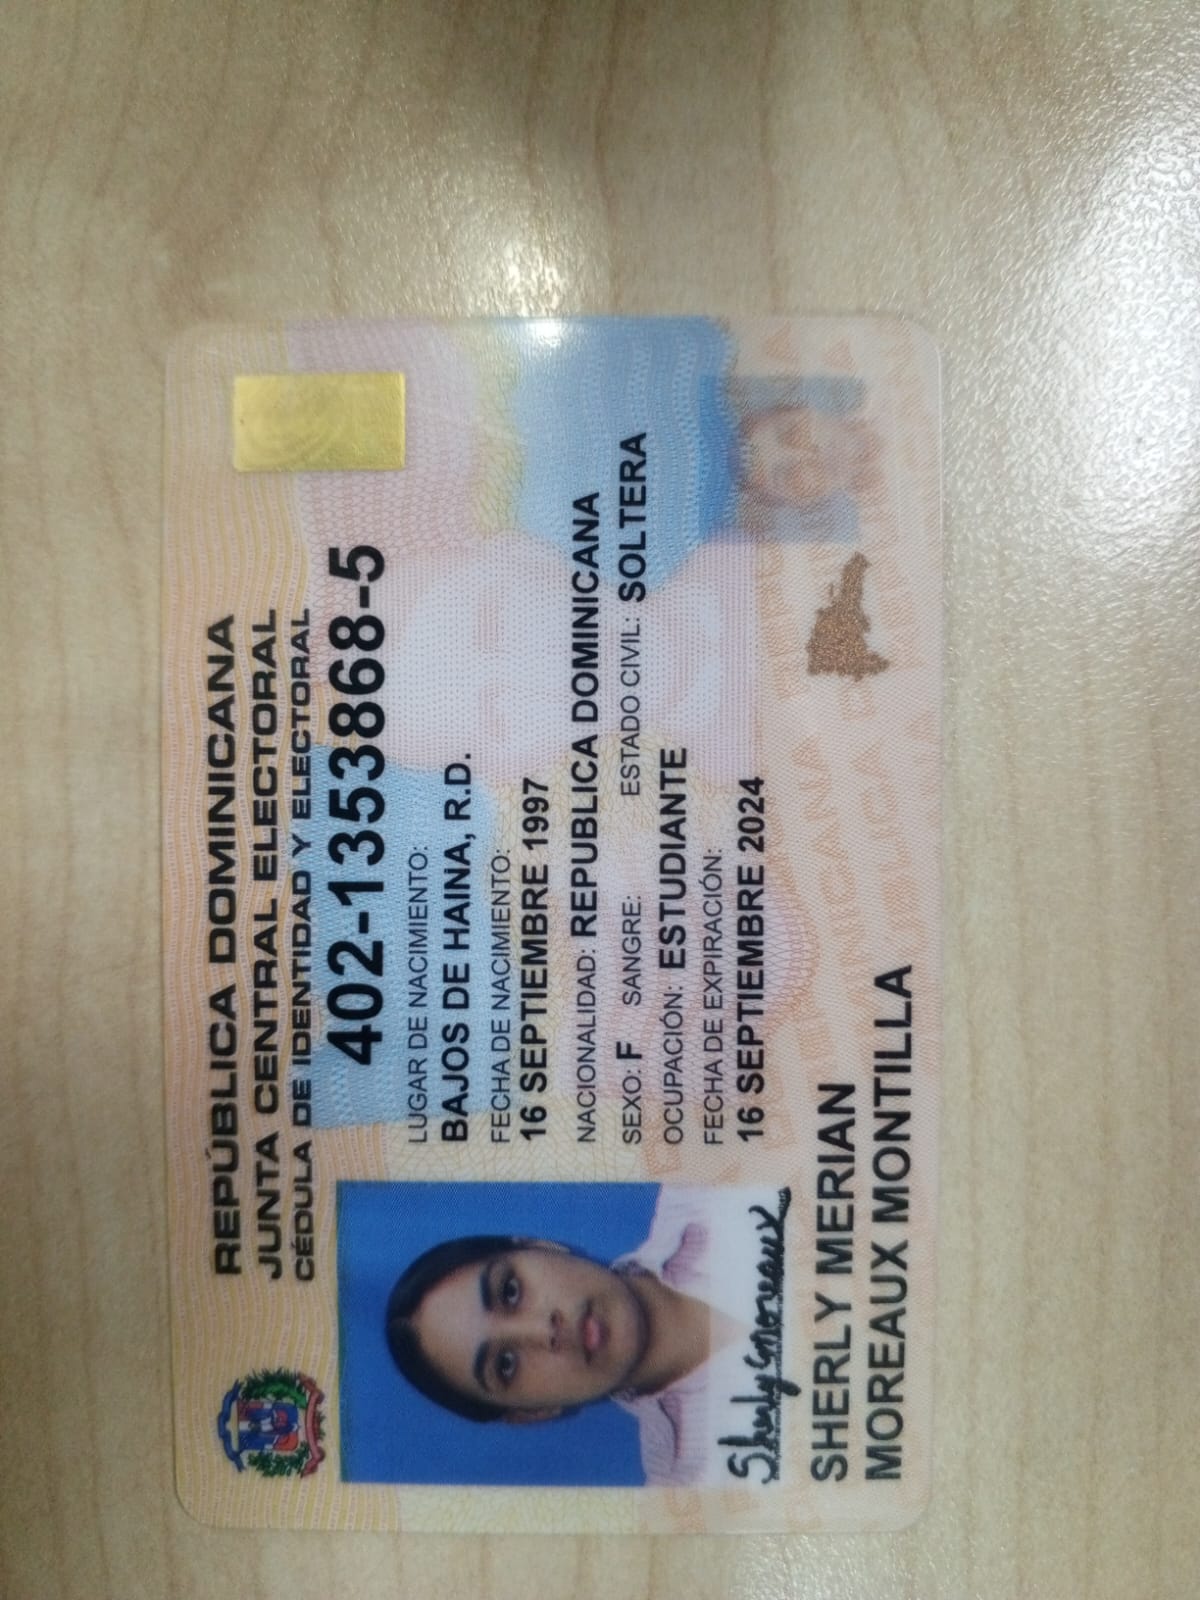 REPÚBLICA DOMINICANA
JUNTA CENTRAL ELECTORAL
CÉDULA DE IDENTIDAD Y ELECTORAL
402-1353868-5
LUGAR DE NACIMIENTO:
BAJOS DE HAINA, R.D.
FECHA DE NACIMIENTO:
16 SEPTIEMBRE 1997
NACIONALIDAD: REPUBLICA DOMINICANA
SEXO: F SANGRE: ESTADO CIVIL: SOLTERA
OCUPACIÓN: ESTUDIANTE
FECHA DE EXPIRACIÓN:
16 SEPTIEMBRE 2024
Sherly Moreaux
SHERLY MERIAN
MOREAUX MONTILLA